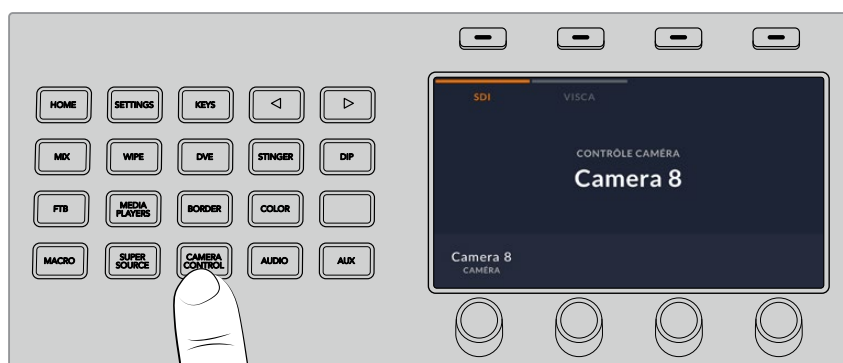 HOME SETTINGS KEYS
MIX WIPE DVE STINGER DIP
FTB MEDIA PLAYERS BORDER COLOR
MACRO SUPER SOURCE CAMERA CONTROL AUDIO AUX
SDI VISCA
CONTRÔLE CAMÉRA
Camera 8
Camera 8
CAMÉRA